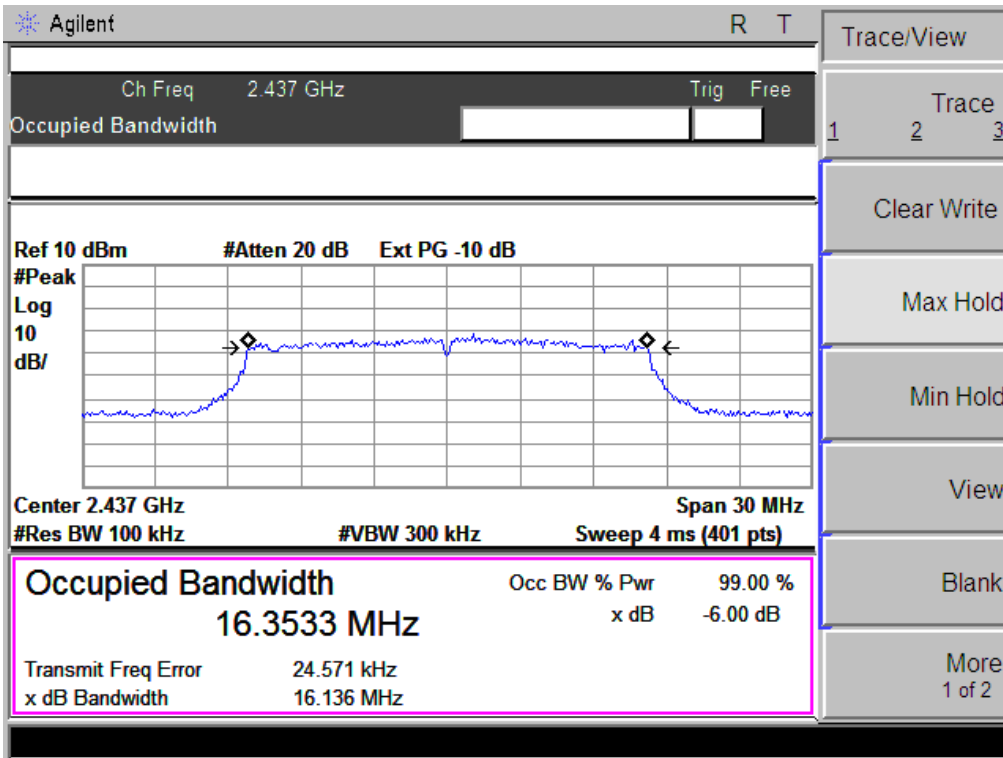 Agilent R T
Ch Freq 2.437 GHz Trig Free
Occupied Bandwidth
Ref 10 dBm #Atten 20 dB Ext PG -10 dB
#Peak
Log
10
dB/
Center 2.437 GHz Span 30 MHz
#Res BW 100 kHz #VBW 300 kHz Sweep 4 ms (401 pts)
Occupied Bandwidth Occ BW % Pwr 99.00 %
16.3533 MHz x dB -6.00 dB
Transmit Freq Error 24.571 kHz
x dB Bandwidth 16.136 MHz
Trace/View
Trace
1 2 3
Clear Write
Max Hold
Min Hold
View
Blank
More
1 of 2